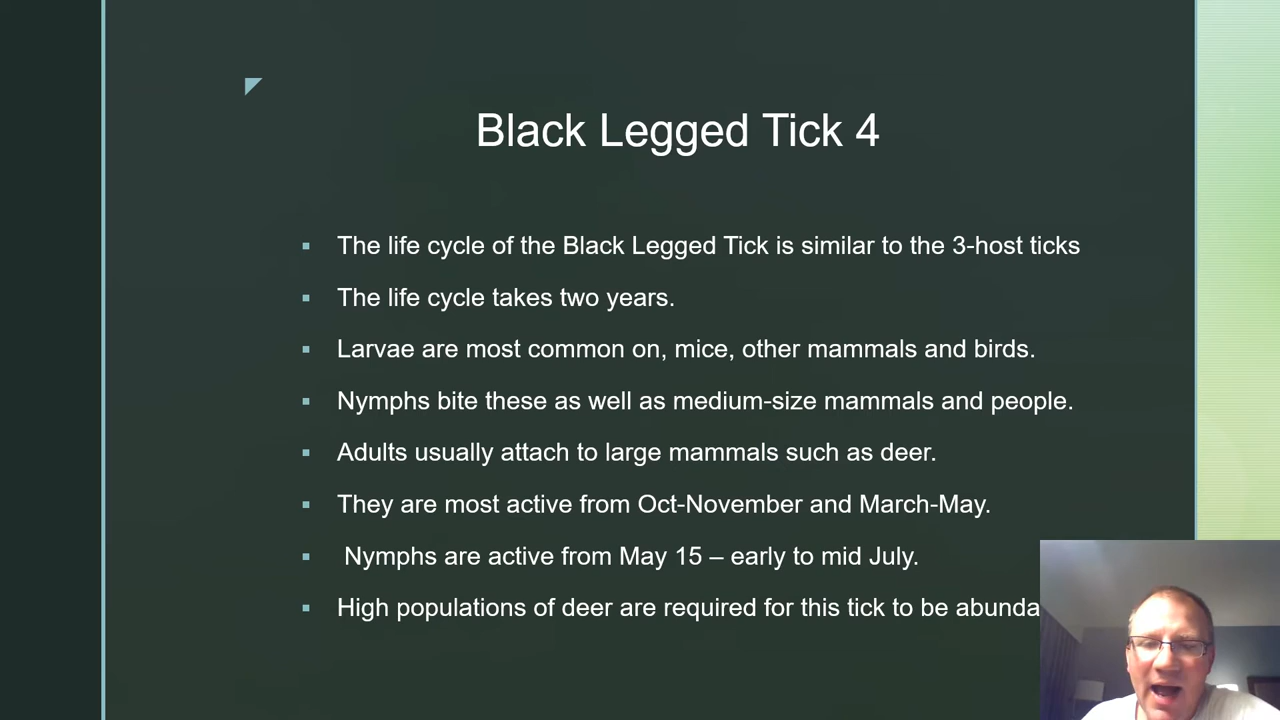 Black Legged Tick 4
▪ The life cycle of the Black Legged Tick is similar to the 3-host ticks
▪ The life cycle takes two years.
▪ Larvae are most common on, mice, other mammals and birds.
▪ Nymphs bite these as well as medium-size mammals and people.
▪ Adults usually attach to large mammals such as deer.
▪ They are most active from Oct-November and March-May.
▪ Nymphs are active from May 15 – early to mid July.
▪ High populations of deer are required for this tick to be